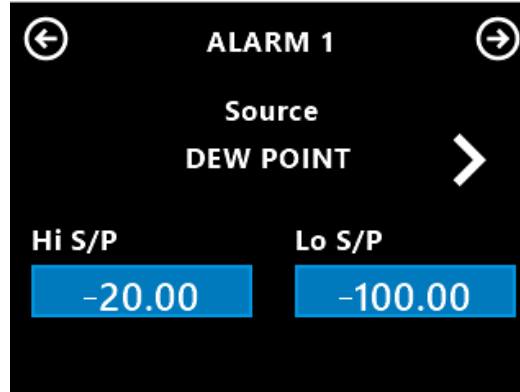 ALARM 1
Source
DEW POINT
Hi S/P Lo S/P
-20.00 -100.00